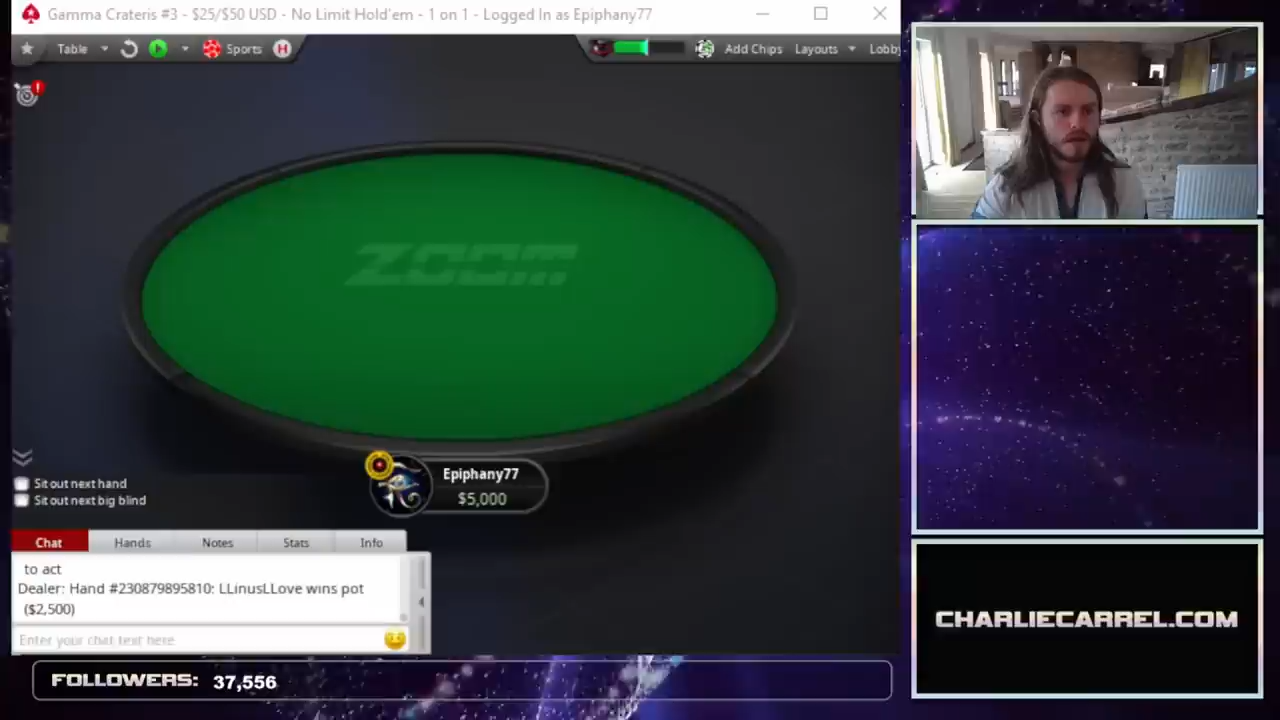 Gamma Crateris #3 - $25/$50 USD - No Limit Hold'em - 1 on 1 - Logged In as Epiphany77
Table
Sports
H
Add Chips
Layouts
Lobby
ZOOM
Epiphany77
$5,000
Sit out next hand
Sit out next big blind
Chat
Hands
Notes
Stats
Info
to act
Dealer: Hand #230879895810: LLinusLLove wins pot
($2,500)
Enter your chat text here
CHARLIECARREL.COM
FOLLOWERS: 37,556